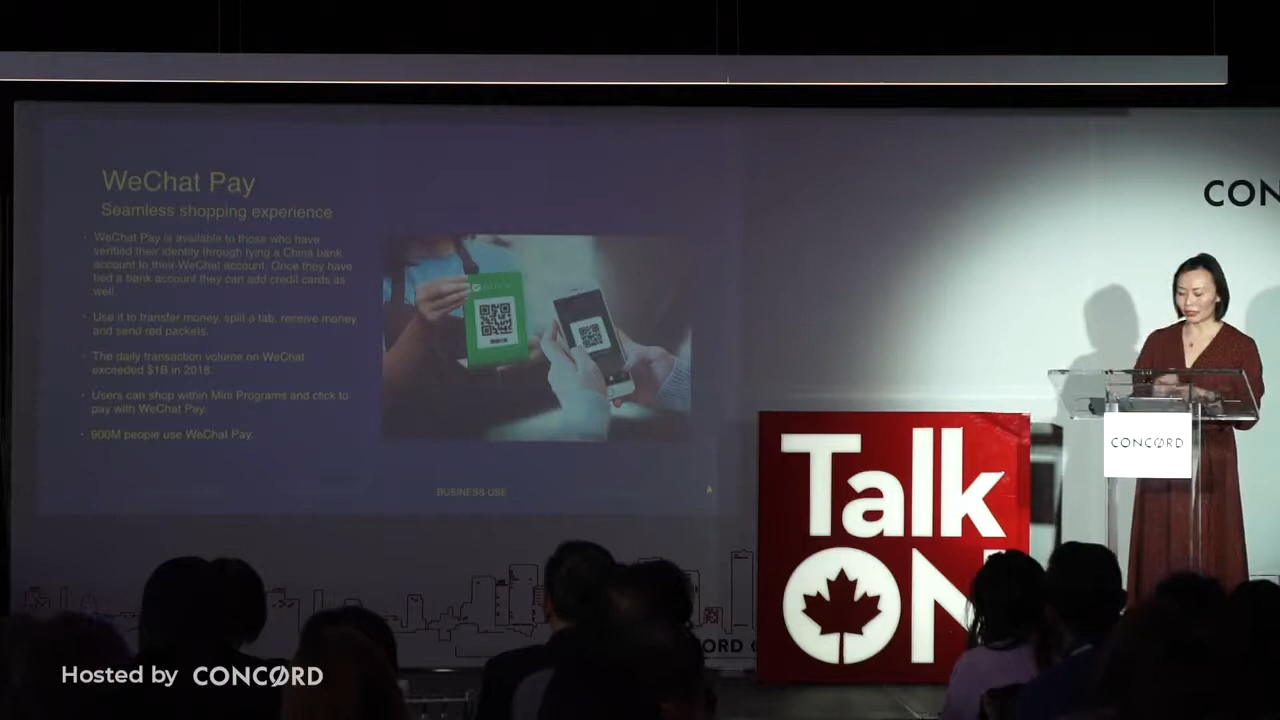 WeChat Pay
Seamless shopping experience
· WeChat Pay is available to those who have
verified their identity through tying a China bank
account to their WeChat account. Once they have
tied a bank account they can add credit cards as
well.
· Use it to transfer money, split a tab, receive money
and send red packets.
· The daily transaction volume on WeChat
exceeded $1B in 2018.
· Users can shop within Mini Programs and click to
pay with WeChat Pay.
· 900M people use WeChat Pay.
BUSINESS USE
CON
CONCORD
Talk
ON
ORD
Hosted by CONCORD